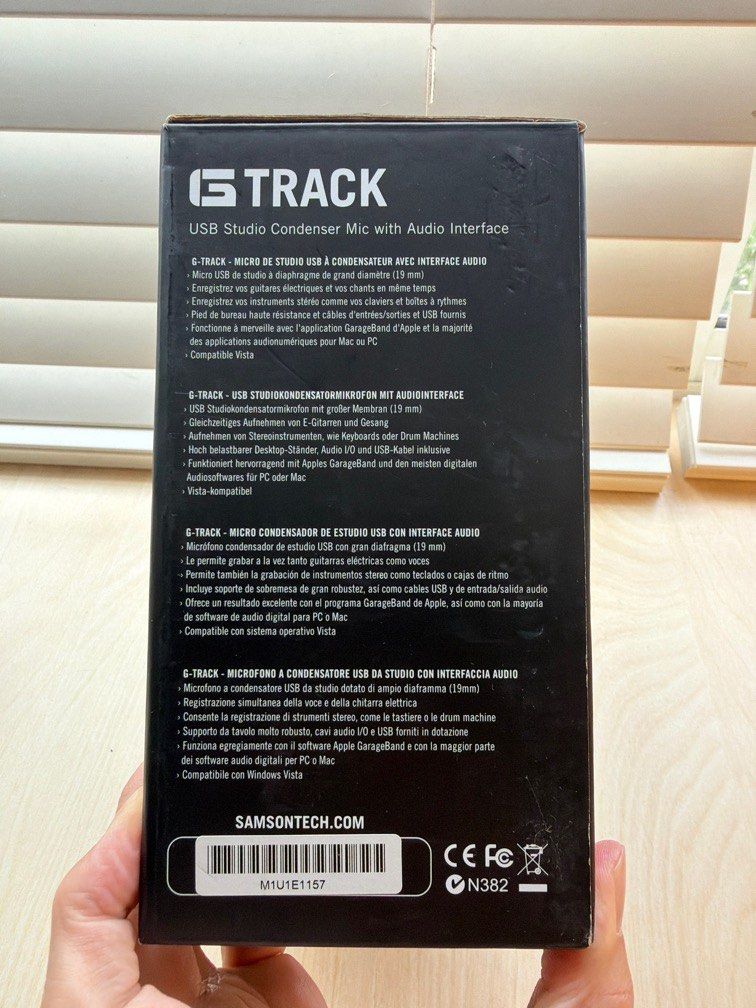 G TRACK
USB Studio Condenser Mic with Audio Interface
G-TRACK - MICRO DE STUDIO USB À CONDENSATEUR AVEC INTERFACE AUDIO
› Micro USB de studio à diaphragme de grand diamètre (19 mm)
› Enregistrez vos guitares électriques et vos chants en même temps
› Enregistrez vos instruments stéréo comme vos claviers et boîtes à rythmes
› Pied de bureau haute résistance et câbles d'entrées/sorties et USB fournis
› Fonctionne à merveille avec l'application GarageBand d'Apple et la majorité
des applications audionumériques pour Mac ou PC
› Compatible Vista
G-TRACK - USB STUDIOKONDENSATORMIKROFON MIT AUDIOINTERFACE
› USB Studiokondensatormikrofon mit großer Membran (19 mm)
› Gleichzeitiges Aufnehmen von E-Gitarren und Gesang
› Aufnehmen von Stereoinstrumenten, wie Keyboards oder Drum Machines
› Hoch belastbarer Desktop-Ständer, Audio I/O und USB-Kabel inklusive
› Funktioniert hervorragend mit Apples GarageBand und den meisten digitalen
Audiosoftwares für PC oder Mac
› Vista-kompatibel
G-TRACK - MICRO CONDENSADOR DE ESTUDIO USB CON INTERFACE AUDIO
› Micrófono condensador de estudio USB con gran diafragma (19 mm)
› Le permite grabar a la vez tanto guitarras eléctricas como voces
› Permite también la grabación de instrumentos stereo como teclados o cajas de ritmo
› Incluye soporte de sobremesa de gran robustez, así como cables USB y de entrada/salida audio
› Ofrece un resultado excelente con el programa GarageBand de Apple, así como con la mayoría
de software de audio digital para PC o Mac
› Compatible con sistema operativo Vista
G-TRACK - MICROFONO A CONDENSATORE USB DA STUDIO CON INTERFACCIA AUDIO
› Microfono a condensatore USB da studio dotato di ampio diaframma (19mm)
› Registrazione simultanea della voce e della chitarra elettrica
› Consente la registrazione di strumenti stereo, come le tastiere o le drum machine
› Supporto da tavolo molto robusto, cavi audio I/O e USB forniti in dotazione
› Funziona egregiamente con il software Apple GarageBand e con la maggior parte
dei software audio digitali per PC o Mac
› Compatibile con Windows Vista
SAMSONTECH.COM
M1U1E1157
CE FC
N382